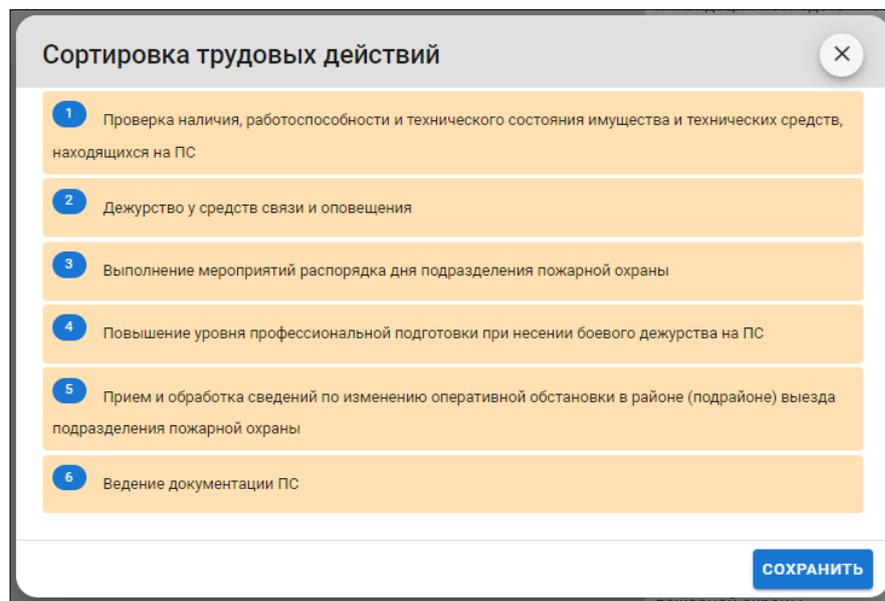 Сортировка трудовых действий
1 Проверка наличия, работоспособности и технического состояния имущества и технических средств,
находящихся на ПС
2 Дежурство у средств связи и оповещения
3 Выполнение мероприятий распорядка дня подразделения пожарной охраны
4 Повышение уровня профессиональной подготовки при несении боевого дежурства на ПС
5 Прием и обработка сведений по изменению оперативной обстановки в районе (подрайоне) выезда
подразделения пожарной охраны
6 Ведение документации ПС
СОХРАНИТЬ